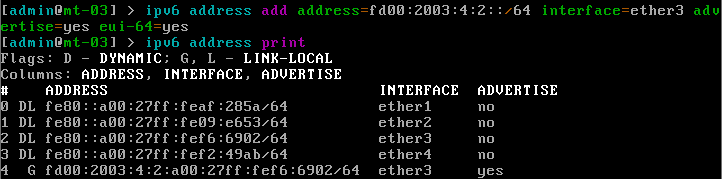 [admin@mt-03] > ipv6 address add address=fd00:2003:4:2::/64 interface=ether3 adv
ertise=yes eui-64=yes
[admin@mt-03] > ipv6 address print
Flags: D - DYNAMIC; G, L - LINK-LOCAL
Columns: ADDRESS, INTERFACE, ADVERTISE
# ADDRESS INTERFACE ADVERTISE
0 DL fe80::a00:27ff:feaf:285a/64 ether1 no
1 DL fe80::a00:27ff:fe09:e653/64 ether2 no
2 DL fe80::a00:27ff:fef6:6902/64 ether3 no
3 DL fe80::a00:27ff:fef2:49ab/64 ether4 no
4 G fd00:2003:4:2:a00:27ff:fef6:6902/64 ether3 yes